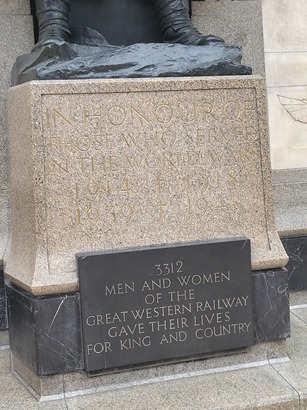 IN HONOUR OF
THOSE WHO SERVED
IN THE WORLD WARS
1914 † 1918
1939 † 1945
3312
MEN AND WOMEN
OF THE
GREAT WESTERN RAILWAY
GAVE THEIR LIVES
FOR KING AND COUNTRY